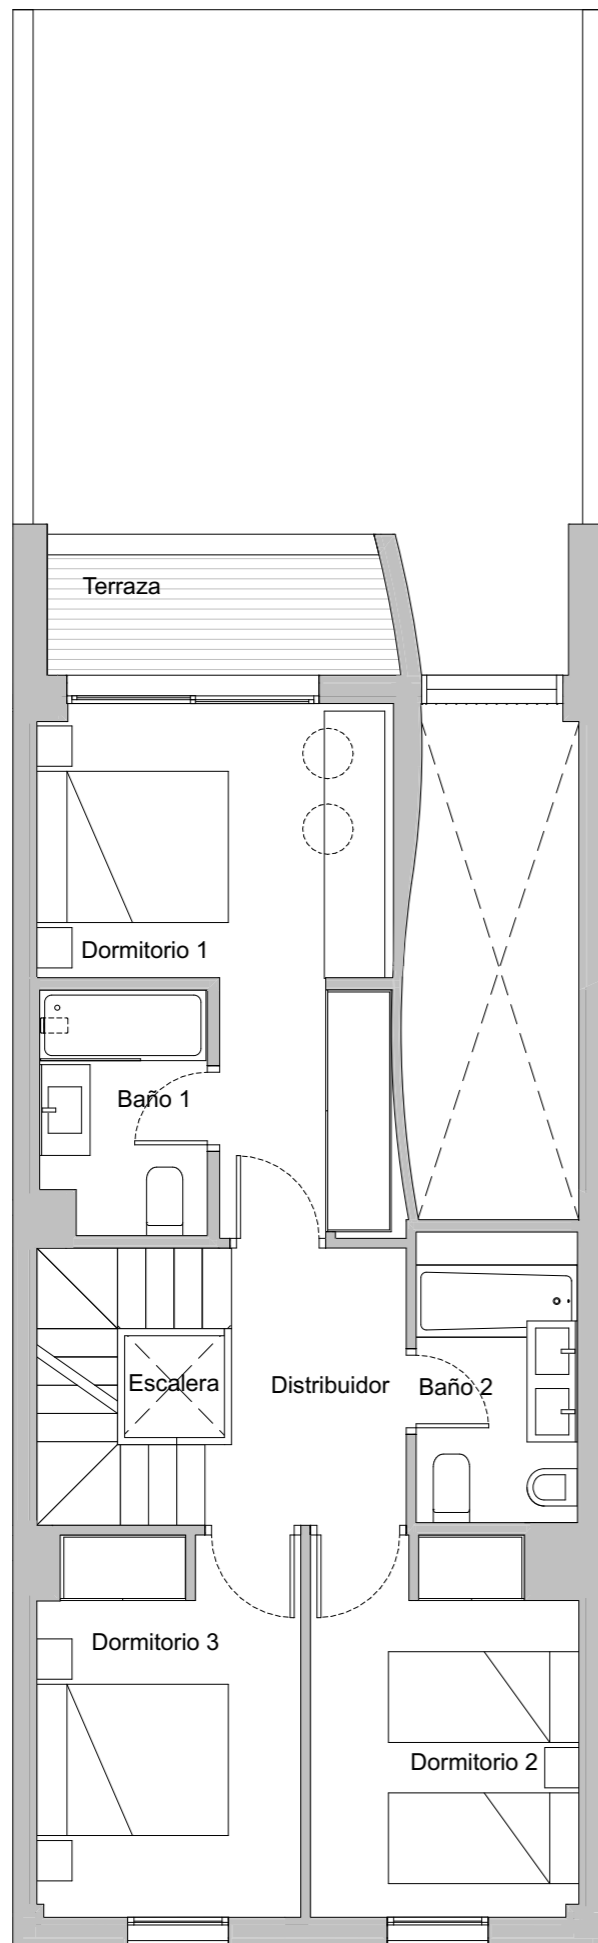 Terraza
Dormitorio 1
Baño 1
Escalera
Distribuidor
Baño 2
Dormitorio 3
Dormitorio 2